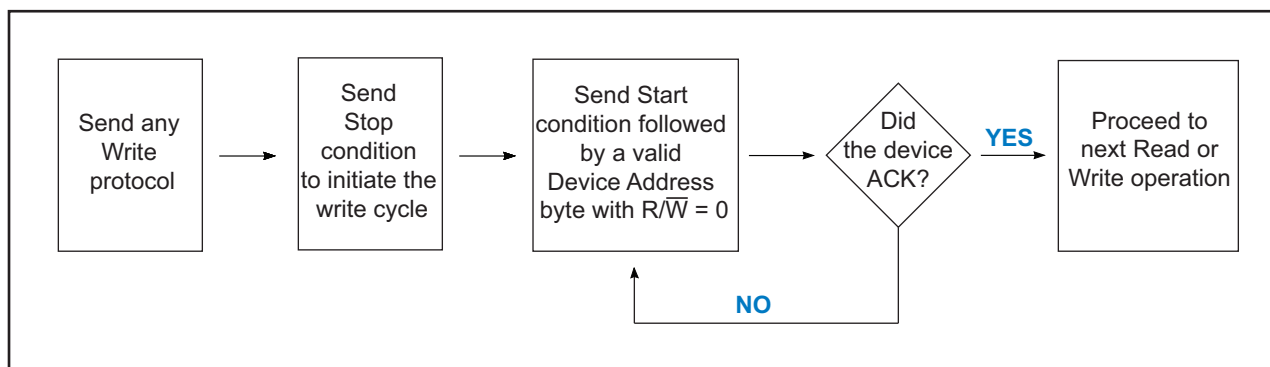 Send any
Write
protocol
Send
Stop
condition
to initiate the
write cycle
Send Start
condition followed
by a valid
Device Address
byte with R/W̅ = 0
Did
the device
ACK?
YES
NO
Proceed to
next Read or
Write operation